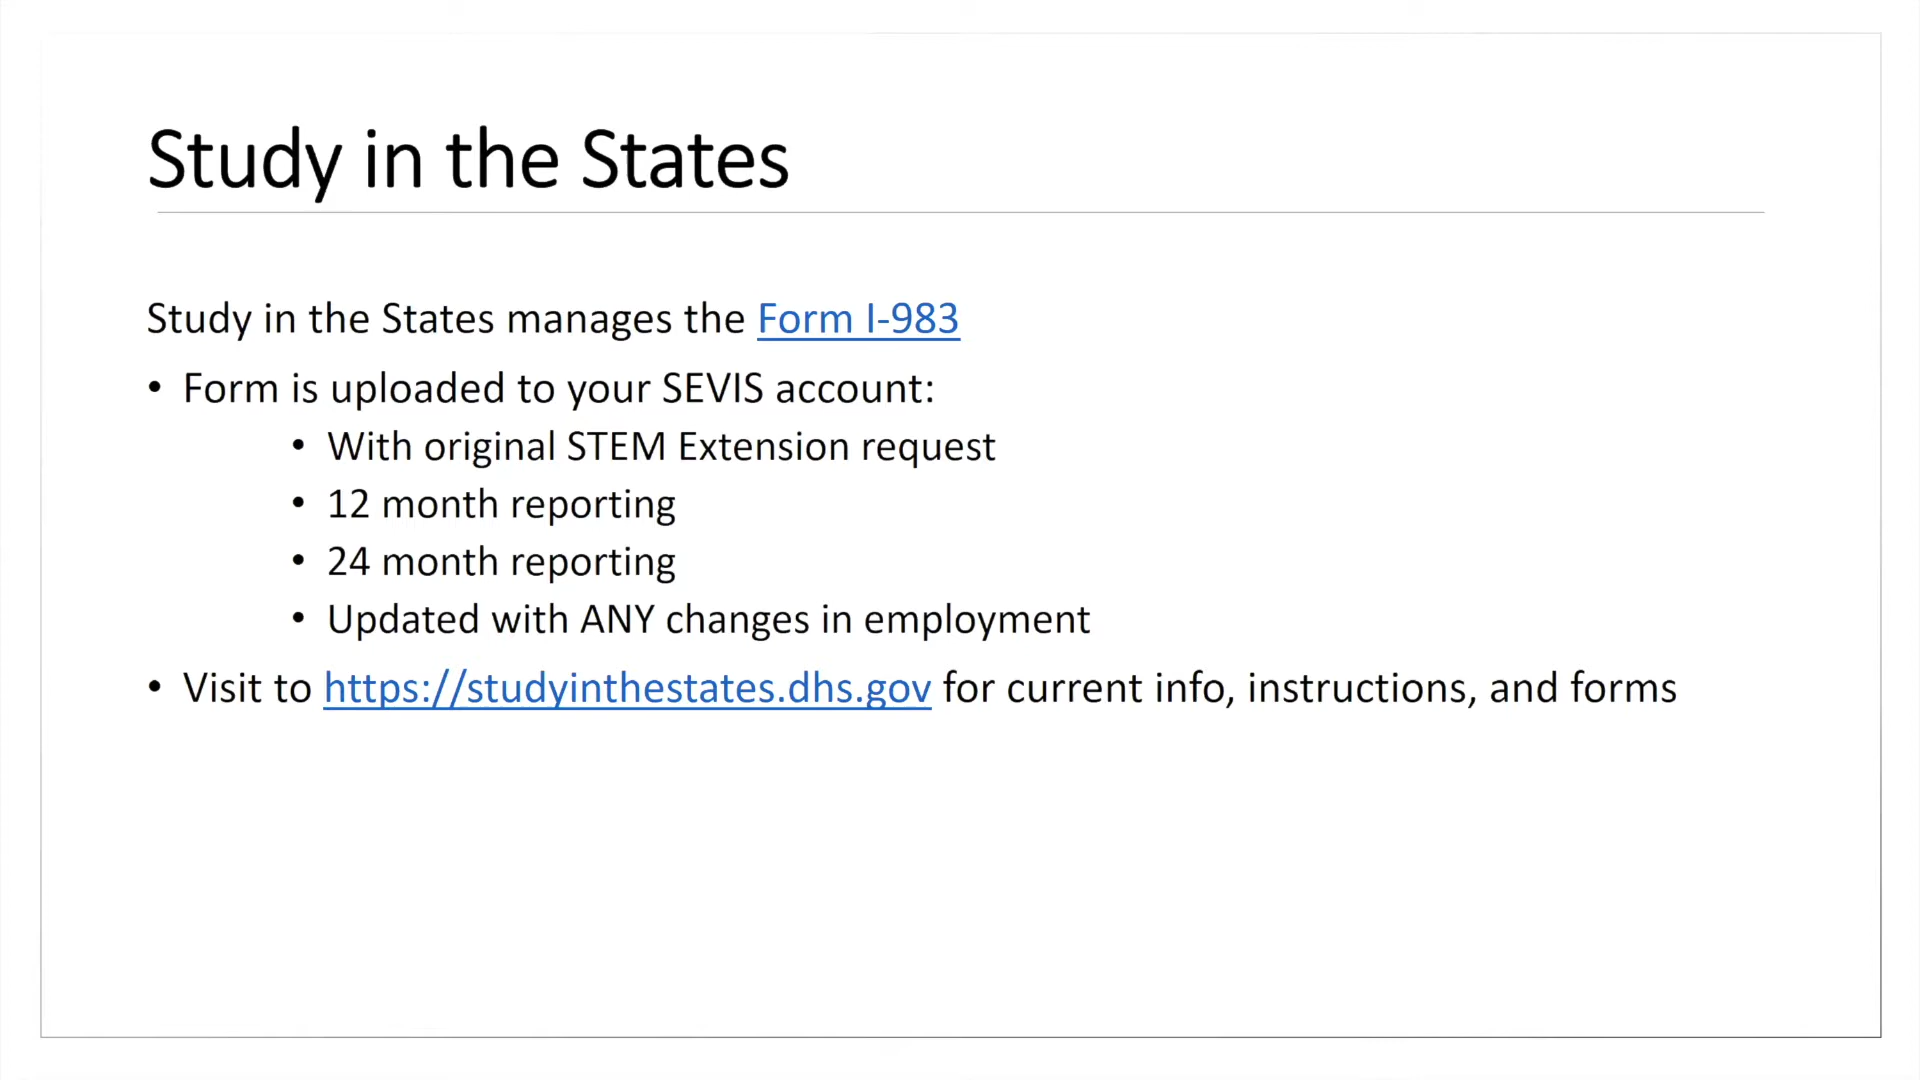 Study in the States
Study in the States manages the Form I-983
• Form is uploaded to your SEVIS account:
• With original STEM Extension request
• 12 month reporting
• 24 month reporting
• Updated with ANY changes in employment
• Visit to https://studyinthestates.dhs.gov for current info, instructions, and forms